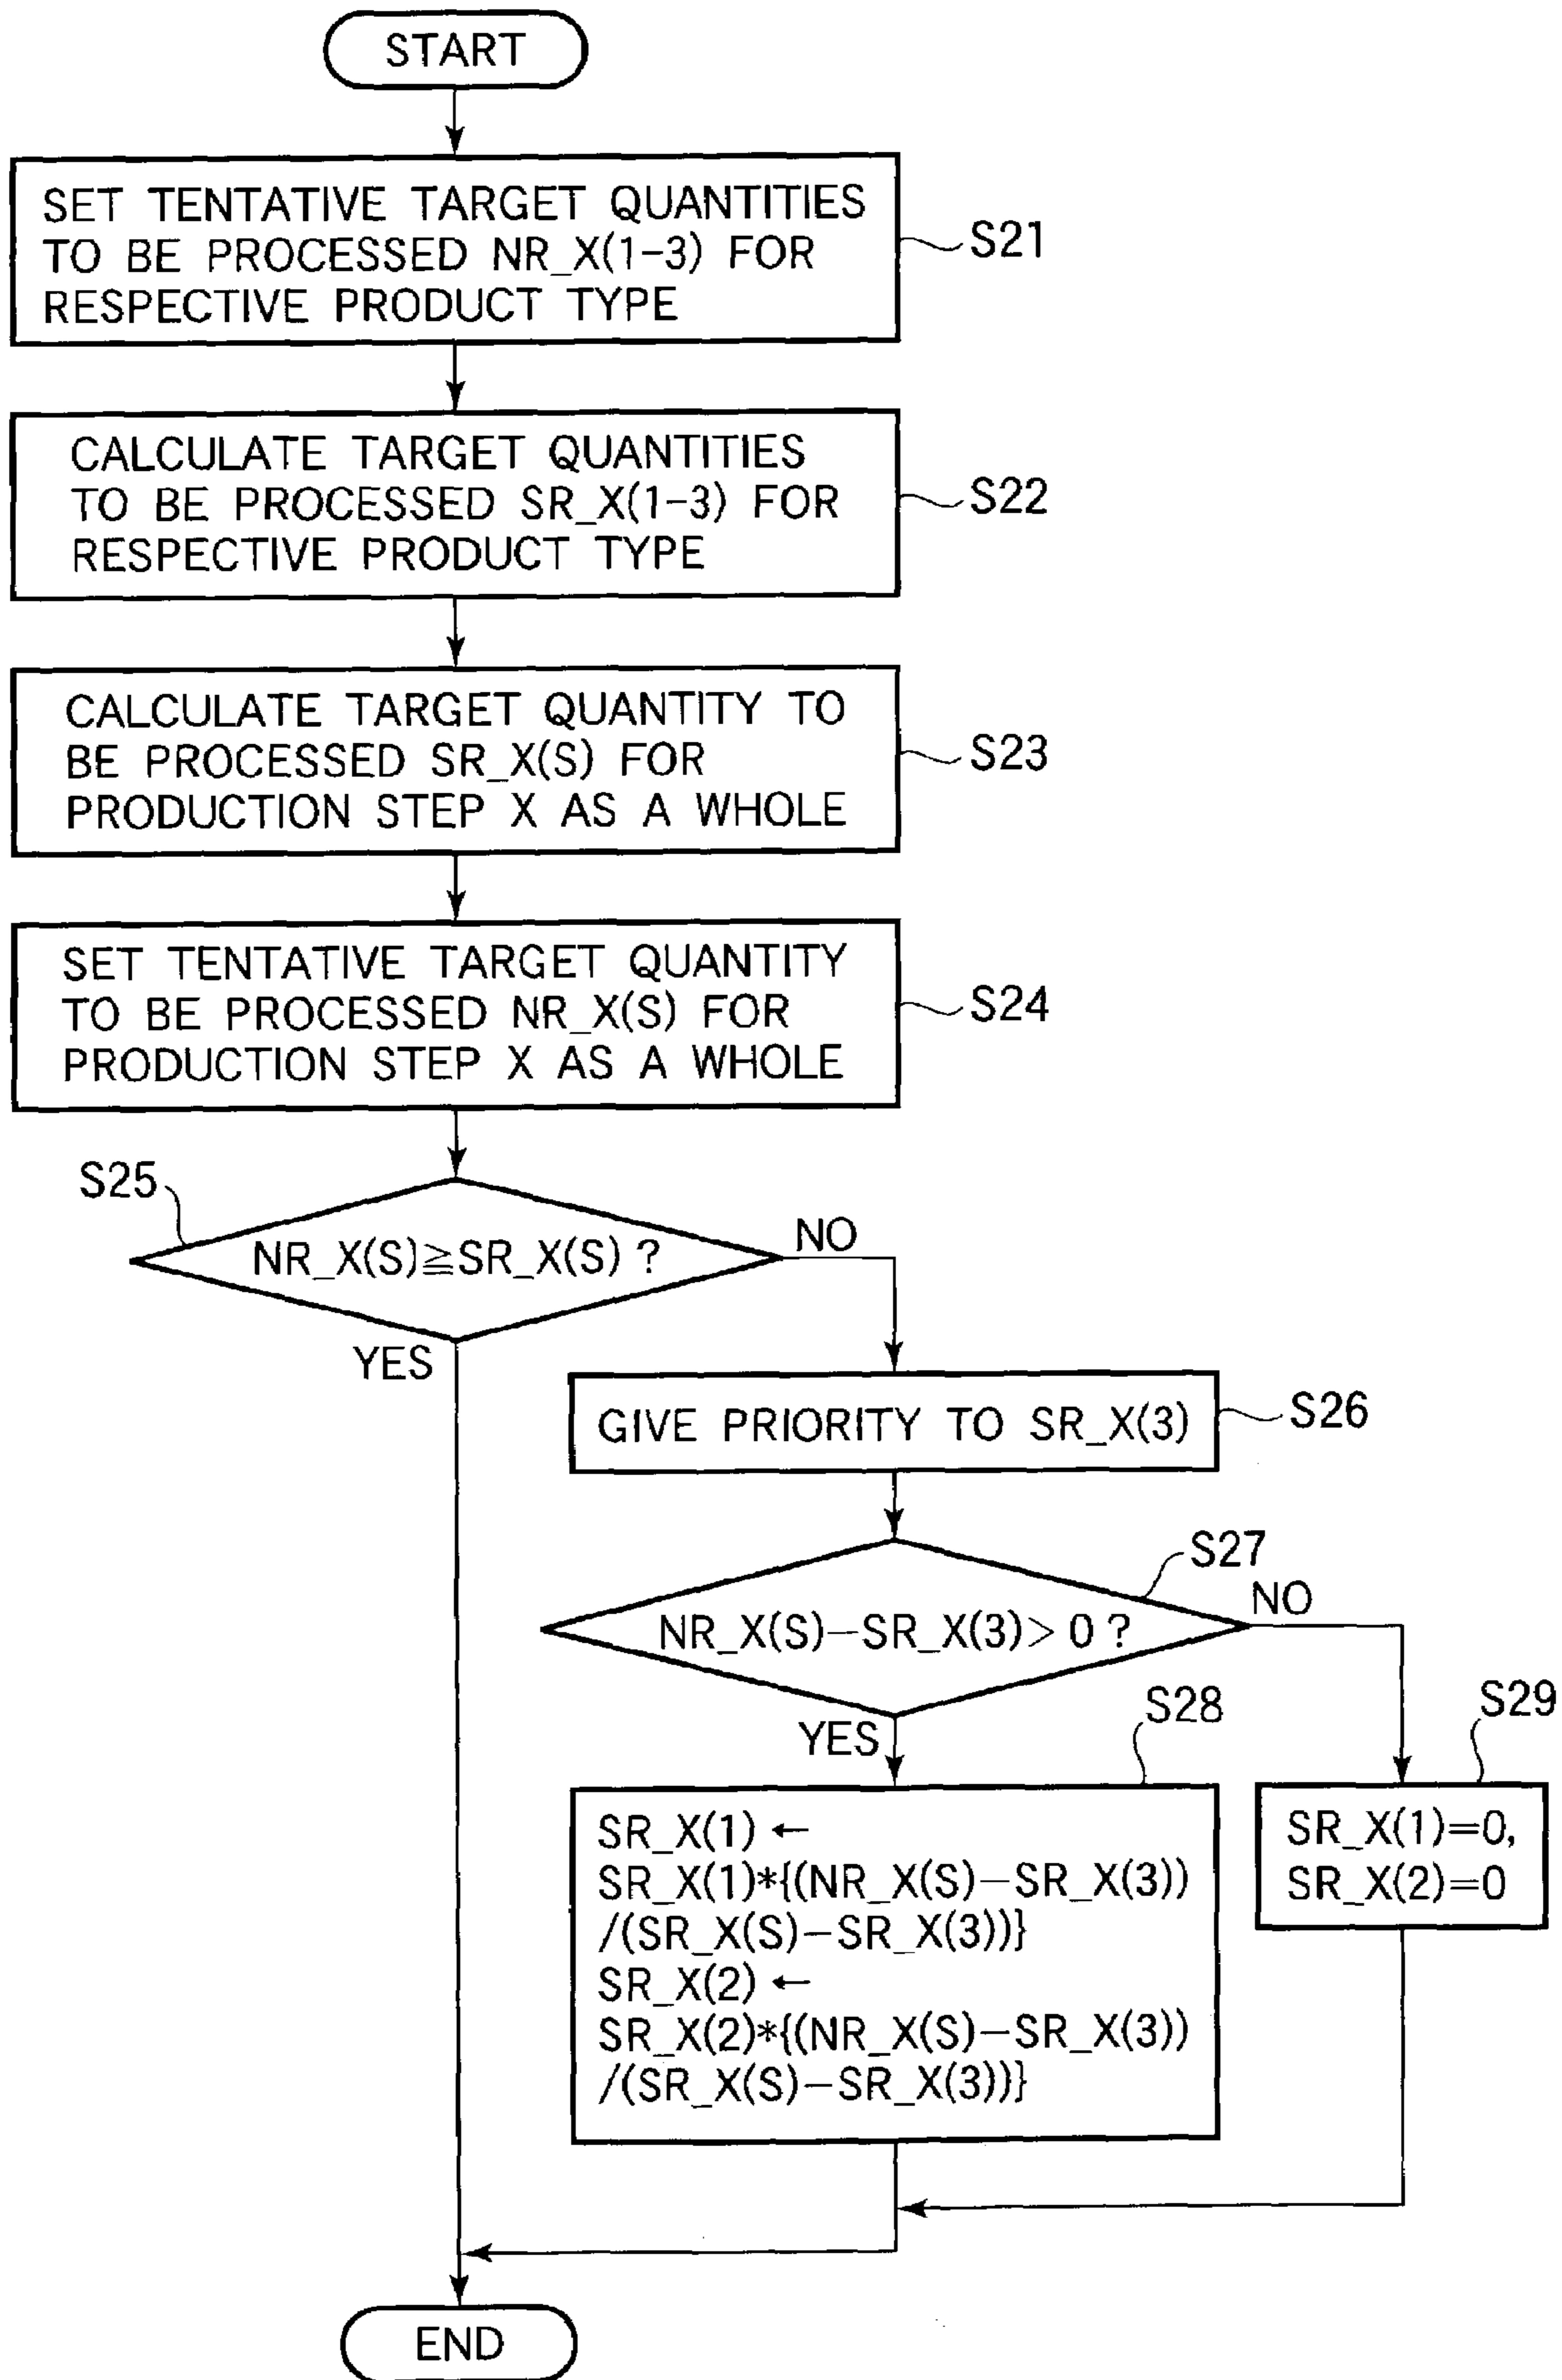 START
SET TENTATIVE TARGET QUANTITIES
TO BE PROCESSED NR_X(1-3) FOR
RESPECTIVE PRODUCT TYPE
S21
CALCULATE TARGET QUANTITIES
TO BE PROCESSED SR_X(1-3) FOR
RESPECTIVE PRODUCT TYPE
S22
CALCULATE TARGET QUANTITY TO
BE PROCESSED SR_X(S) FOR
PRODUCTION STEP X AS A WHOLE
S23
SET TENTATIVE TARGET QUANTITY
TO BE PROCESSED NR_X(S) FOR
PRODUCTION STEP X AS A WHOLE
S24
S25
NR_X(S)≧SR_X(S) ?
NO
YES
GIVE PRIORITY TO SR_X(3)
S26
S27
NR_X(S)−SR_X(3)> 0 ?
NO
YES
S28
SR_X(1) ←
SR_X(1)*{(NR_X(S)−SR_X(3))
/(SR_X(S)−SR_X(3))}
SR_X(2) ←
SR_X(2)*{(NR_X(S)−SR_X(3))
/(SR_X(S)−SR_X(3))}
S29
SR_X(1)=0,
SR_X(2)=0
END